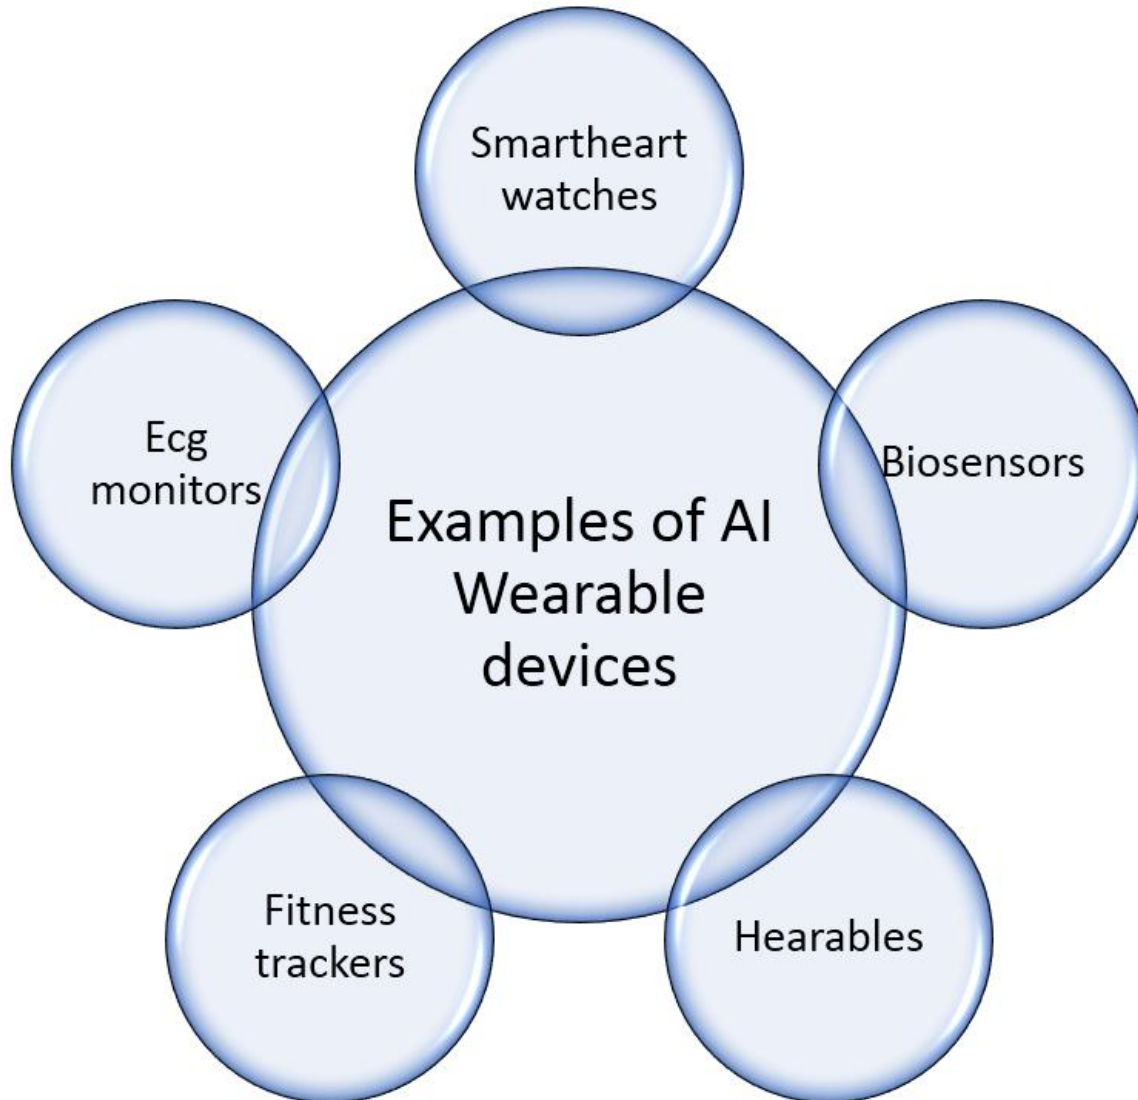 Smartheart
watches
Ecg
monitors
Biosensors
Examples of AI
Wearable
devices
Fitness
trackers
Hearables